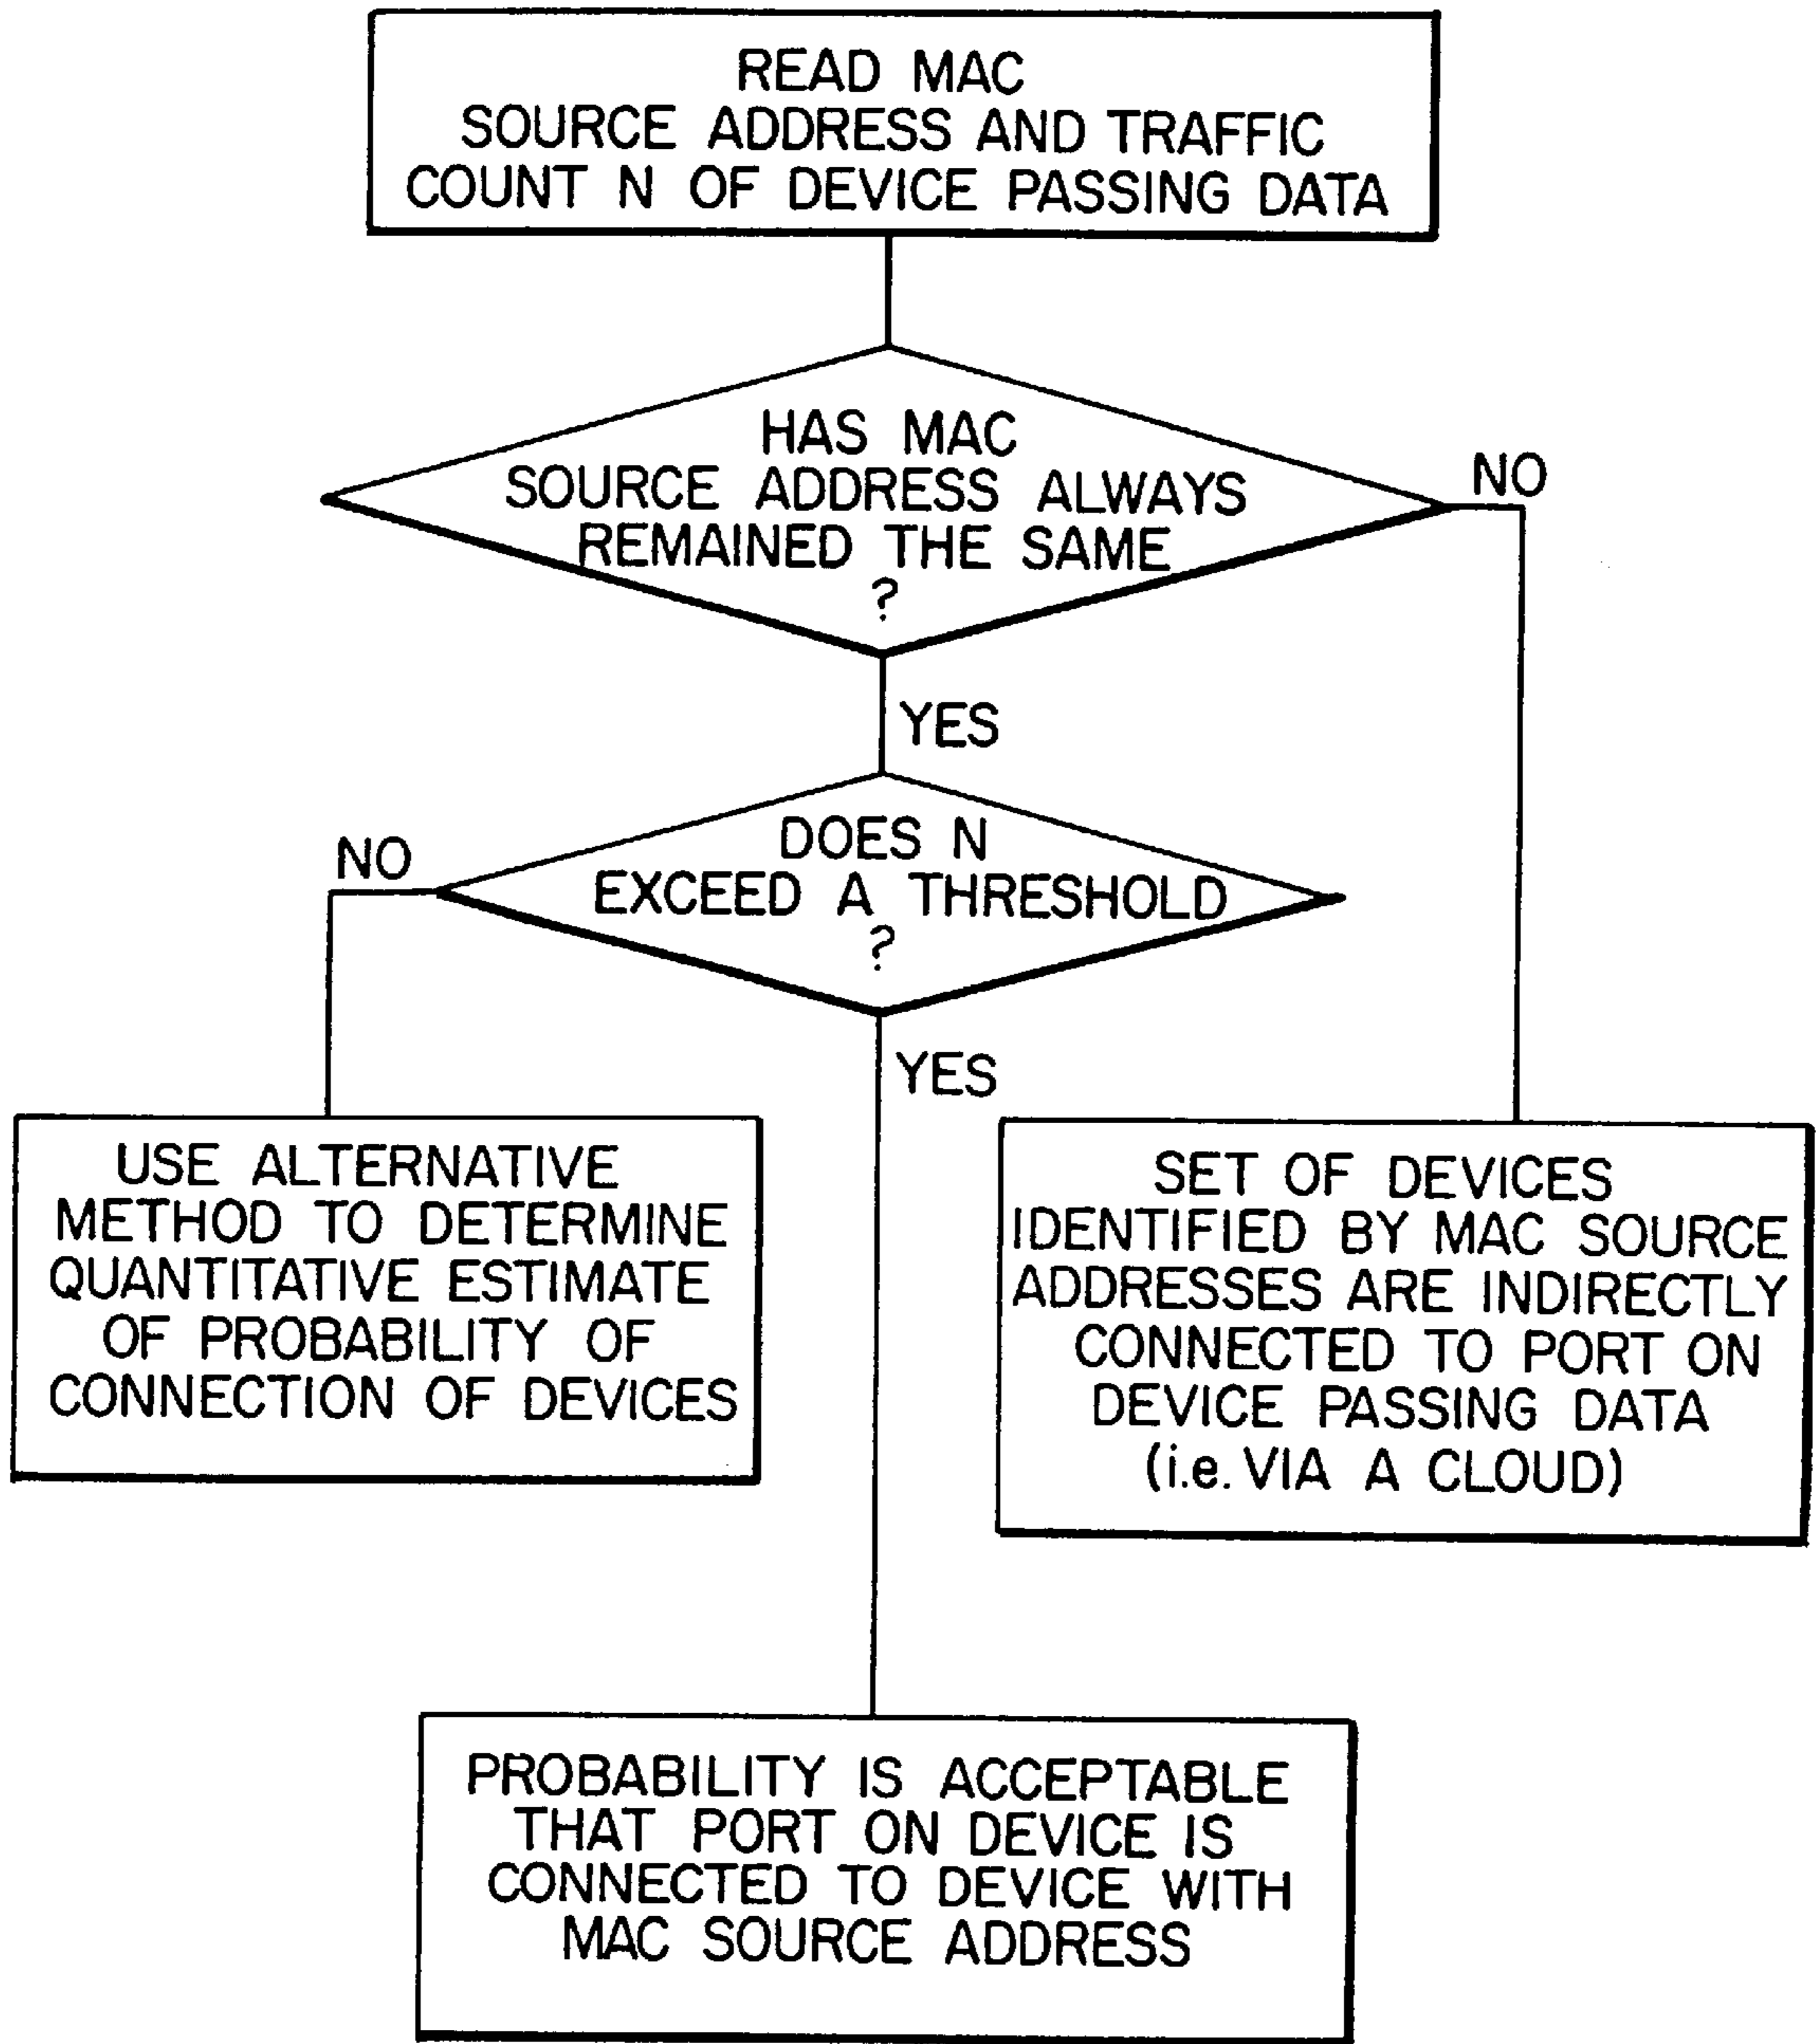 READ MAC
SOURCE ADDRESS AND TRAFFIC
COUNT N OF DEVICE PASSING DATA
HAS MAC
SOURCE ADDRESS ALWAYS
REMAINED THE SAME
?
NO
YES
DOES N
EXCEED A THRESHOLD
?
NO
YES
USE ALTERNATIVE
METHOD TO DETERMINE
QUANTITATIVE ESTIMATE
OF PROBABILITY OF
CONNECTION OF DEVICES
SET OF DEVICES
IDENTIFIED BY MAC SOURCE
ADDRESSES ARE INDIRECTLY
CONNECTED TO PORT ON
DEVICE PASSING DATA
(i.e. VIA A CLOUD)
PROBABILITY IS ACCEPTABLE
THAT PORT ON DEVICE IS
CONNECTED TO DEVICE WITH
MAC SOURCE ADDRESS